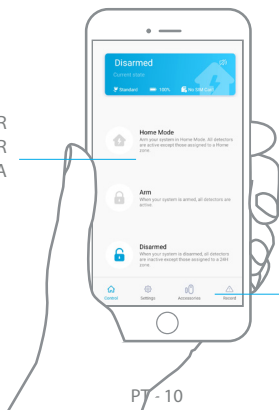 Disarmed
Current state
Standard 100% No SIM Card
R
R
A
Home Mode
Arm your system in Home Mode. All detectors
are active except those assigned to a Home
zone.
Arm
When your system is armed, all detectors are
active.
Disarmed
When your system is disarmed, all detectors
are inactive except those assigned to a 24H
zone.
Control Settings Accessories Record
PT - 10